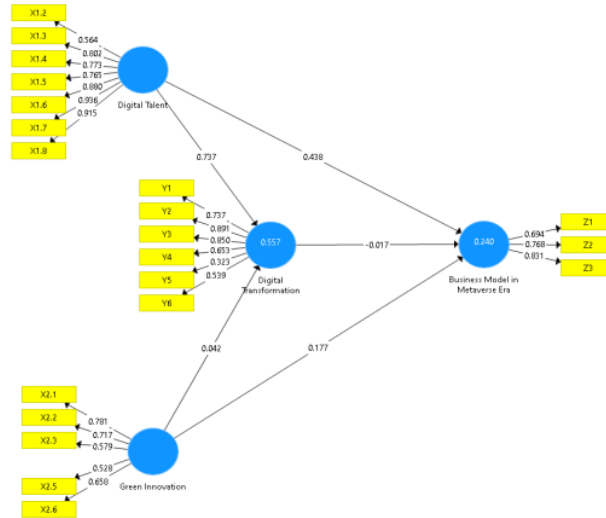 X1.2
X1.3
X1.4
X1.5
X1.6
X1.7
X1.8
0.564
0.802
0.773
0.765
0.880
0.936
0.915
Digital Talent
0.737
0.438
Y1
Y2
Y3
Y4
Y5
Y6
0.737
0.891
0.850
0.653
0.323
0.539
0.557
Digital
Transformation
-0.017
0.240
Business Model in
Metaverse Era
0.694
0.768
0.831
Z1
Z2
Z3
0.042
0.177
X2.1
X2.2
X2.3
X2.5
X2.6
0.781
0.717
0.579
0.528
0.658
Green Innovation